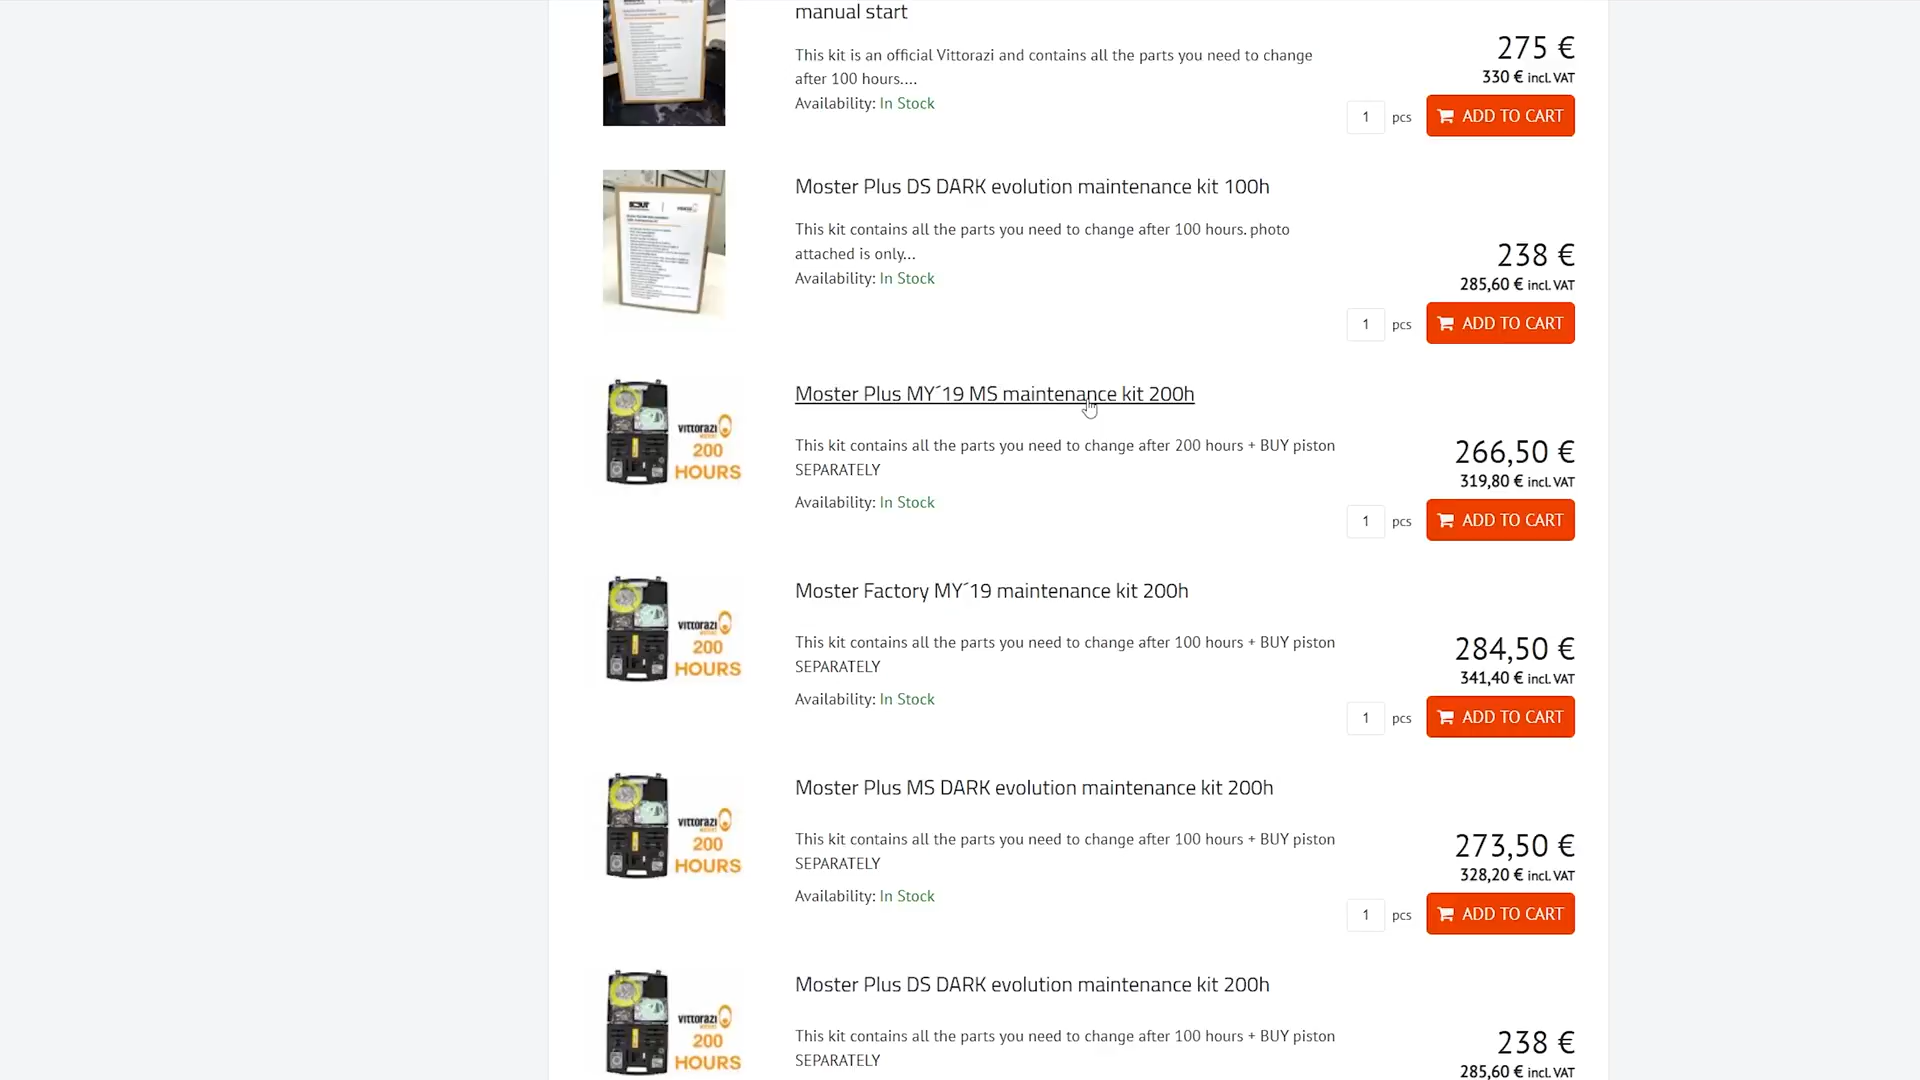 manual start
This kit is an official Vittorazi and contains all the parts you need to change
after 100 hours....
Availability: In Stock
275 €
330 € incl. VAT
1 pcs ADD TO CART
Moster Plus DS DARK evolution maintenance kit 100h
This kit contains all the parts you need to change after 100 hours. photo
attached is only...
Availability: In Stock
238 €
285,60 € incl. VAT
1 pcs ADD TO CART
Moster Plus MY´19 MS maintenance kit 200h
VITTORAZI
200
HOURS
This kit contains all the parts you need to change after 200 hours + BUY piston
SEPARATELY
Availability: In Stock
266,50 €
319,80 € incl. VAT
1 pcs ADD TO CART
Moster Factory MY´19 maintenance kit 200h
VITTORAZI
200
HOURS
This kit contains all the parts you need to change after 100 hours + BUY piston
SEPARATELY
Availability: In Stock
284,50 €
341,40 € incl. VAT
1 pcs ADD TO CART
Moster Plus MS DARK evolution maintenance kit 200h
VITTORAZI
200
HOURS
This kit contains all the parts you need to change after 100 hours + BUY piston
SEPARATELY
Availability: In Stock
273,50 €
328,20 € incl. VAT
1 pcs ADD TO CART
Moster Plus DS DARK evolution maintenance kit 200h
VITTORAZI
200
HOURS
This kit contains all the parts you need to change after 100 hours + BUY piston
SEPARATELY
238 €
285,60 € incl. VAT